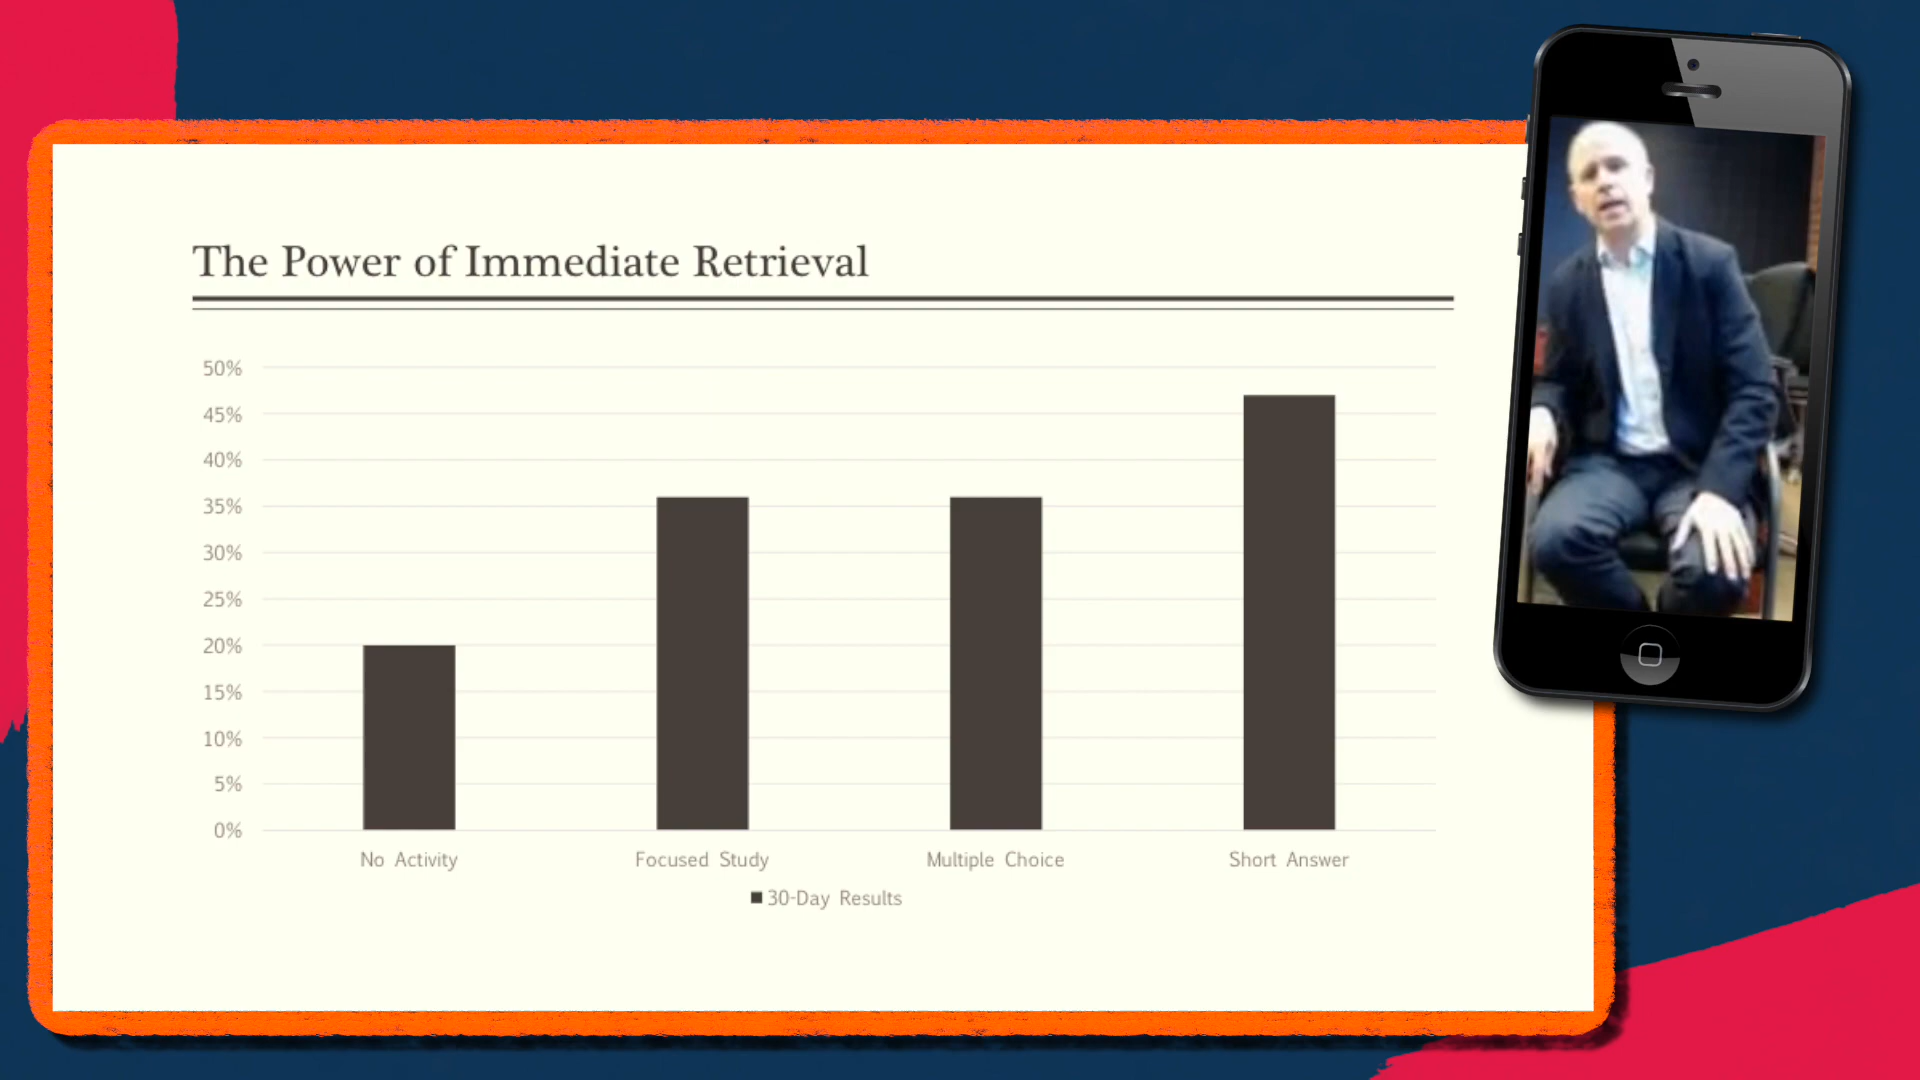 The Power of Immediate Retrieval
50%
45%
40%
35%
30%
25%
20%
15%
10%
5%
0%
No Activity
Focused Study
Multiple Choice
Short Answer
30-Day Results